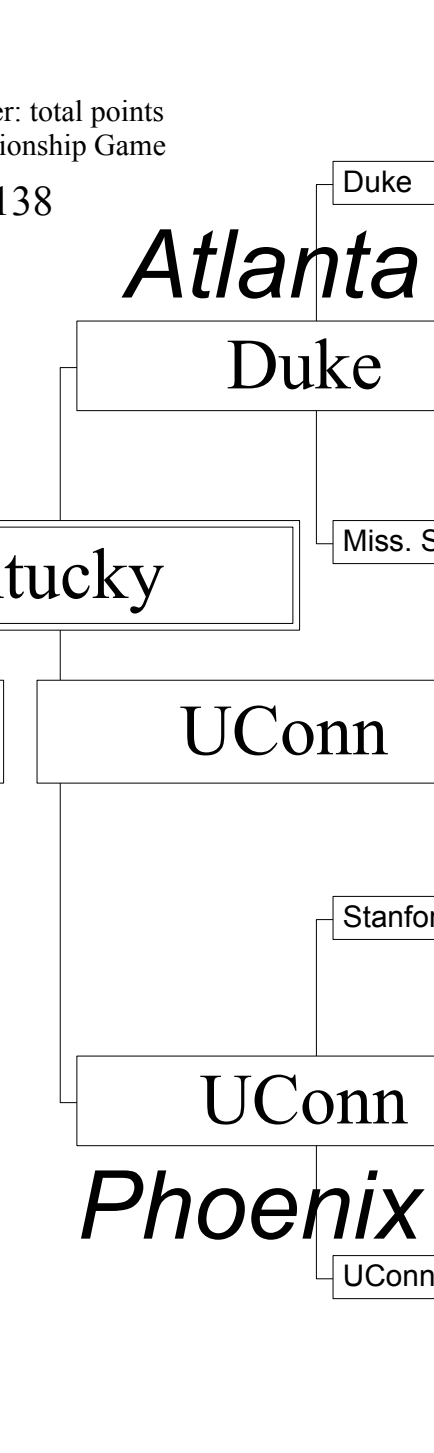 er: total points
ionship Game
138
Duke
Atlanta
Duke
Miss. S
tucky
UConn
Stanfor
UConn
Phoenix
UConn